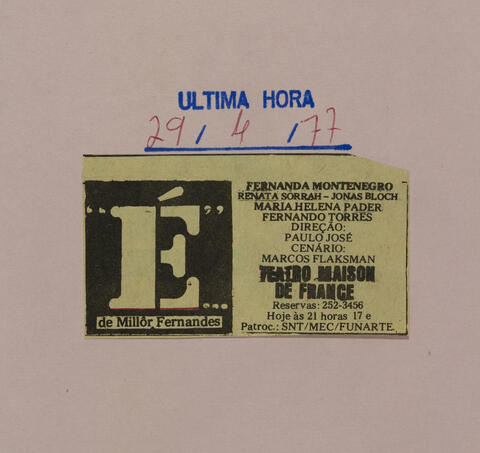 ULTIMA HORA
29 / 4 / 77
"É"...
de Millôr Fernandes
FERNANDA MONTENEGRO
RENATA SORRAH – JONAS BLOCH
MARIA HELENA PADER
FERNANDO TORRES
DIREÇÃO:
PAULO JOSÉ
CENÁRIO:
MARCOS FLAKSMAN
TEATRO MAISON
DE FRANCE
Reservas: 252-3456
Hoje às 21 horas 17 e
Patroc.: SNT/MEC/FUNARTE